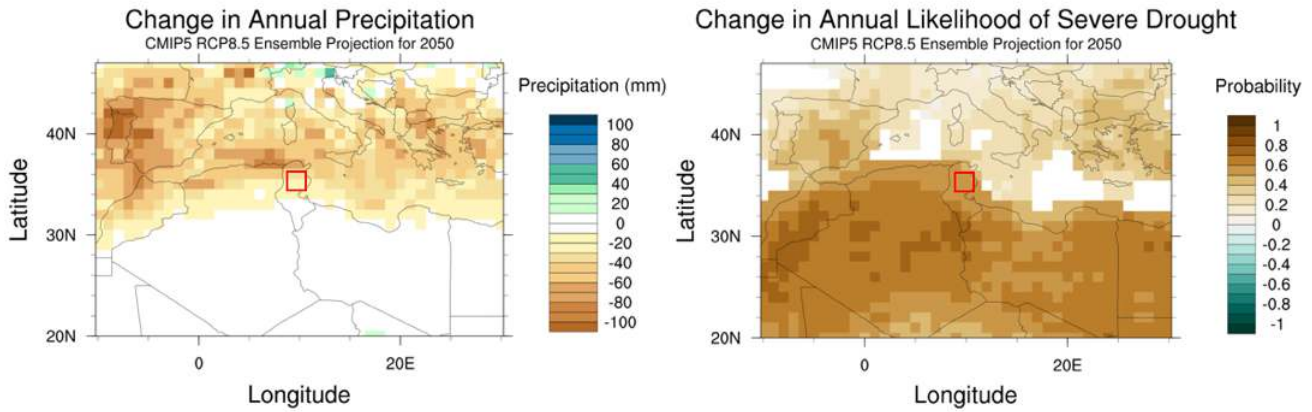 Change in Annual Precipitation
CMIP5 RCP8.5 Ensemble Projection for 2050
Precipitation (mm)
100
80
60
40
20
0
-20
-40
-60
-80
-100
40N
30N
20N
Latitude
0
20E
Longitude
Change in Annual Likelihood of Severe Drought
CMIP5 RCP8.5 Ensemble Projection for 2050
Probability
1
0.8
0.6
0.4
0.2
0
-0.2
-0.4
-0.6
-0.8
-1
40N
30N
20N
Latitude
0
20E
Longitude